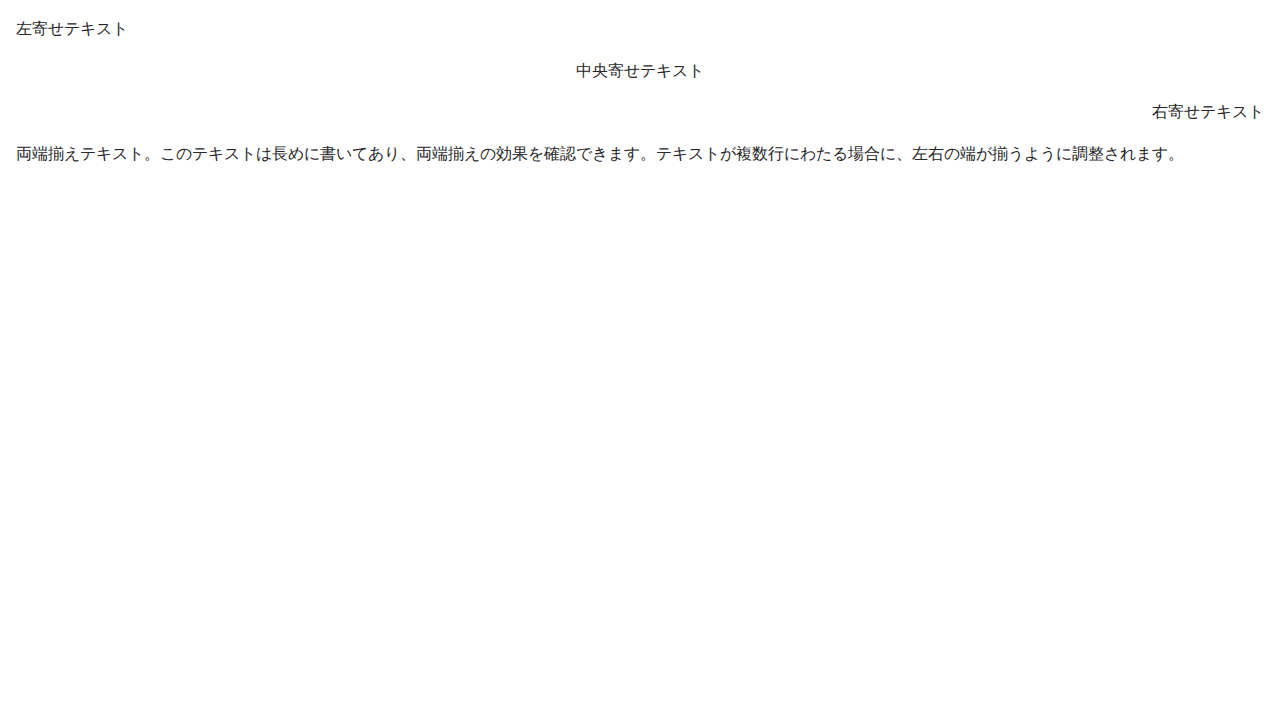 左寄せテキスト
中央寄せテキスト
右寄せテキスト
両端揃えテキスト。このテキストは長めに書いてあり、両端揃えの効果を確認できます。テキストが複数行にわたる場合に、左右の端が揃うように調整されます。